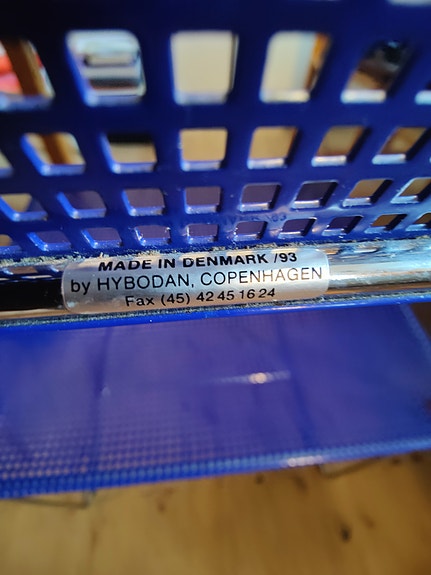 MADE IN DENMARK /93
by HYBODAN, COPENHAGEN
Fax (45) 42 45 16 24